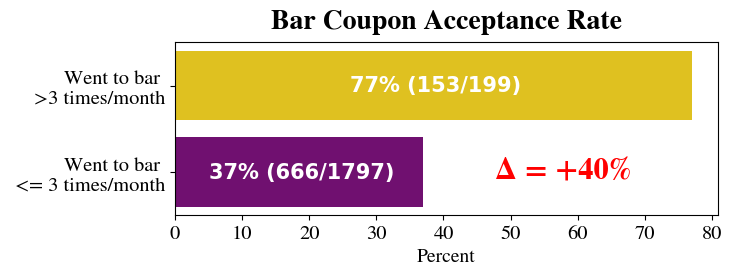 Bar Coupon Acceptance Rate
Went to bar
>3 times/month
77% (153/199)
Went to bar
<= 3 times/month
37% (666/1797)
Δ = +40%
0 10 20 30 40 50 60 70 80
Percent